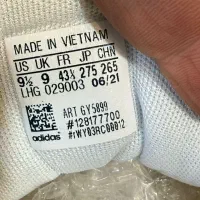 MADE IN VIETNAM
US UK FR JP CHN
9½ 9 43⅓ 275 265
LHG 029003 06/21
ART GY5899
#128177700
#rWY03RC00012
adidas